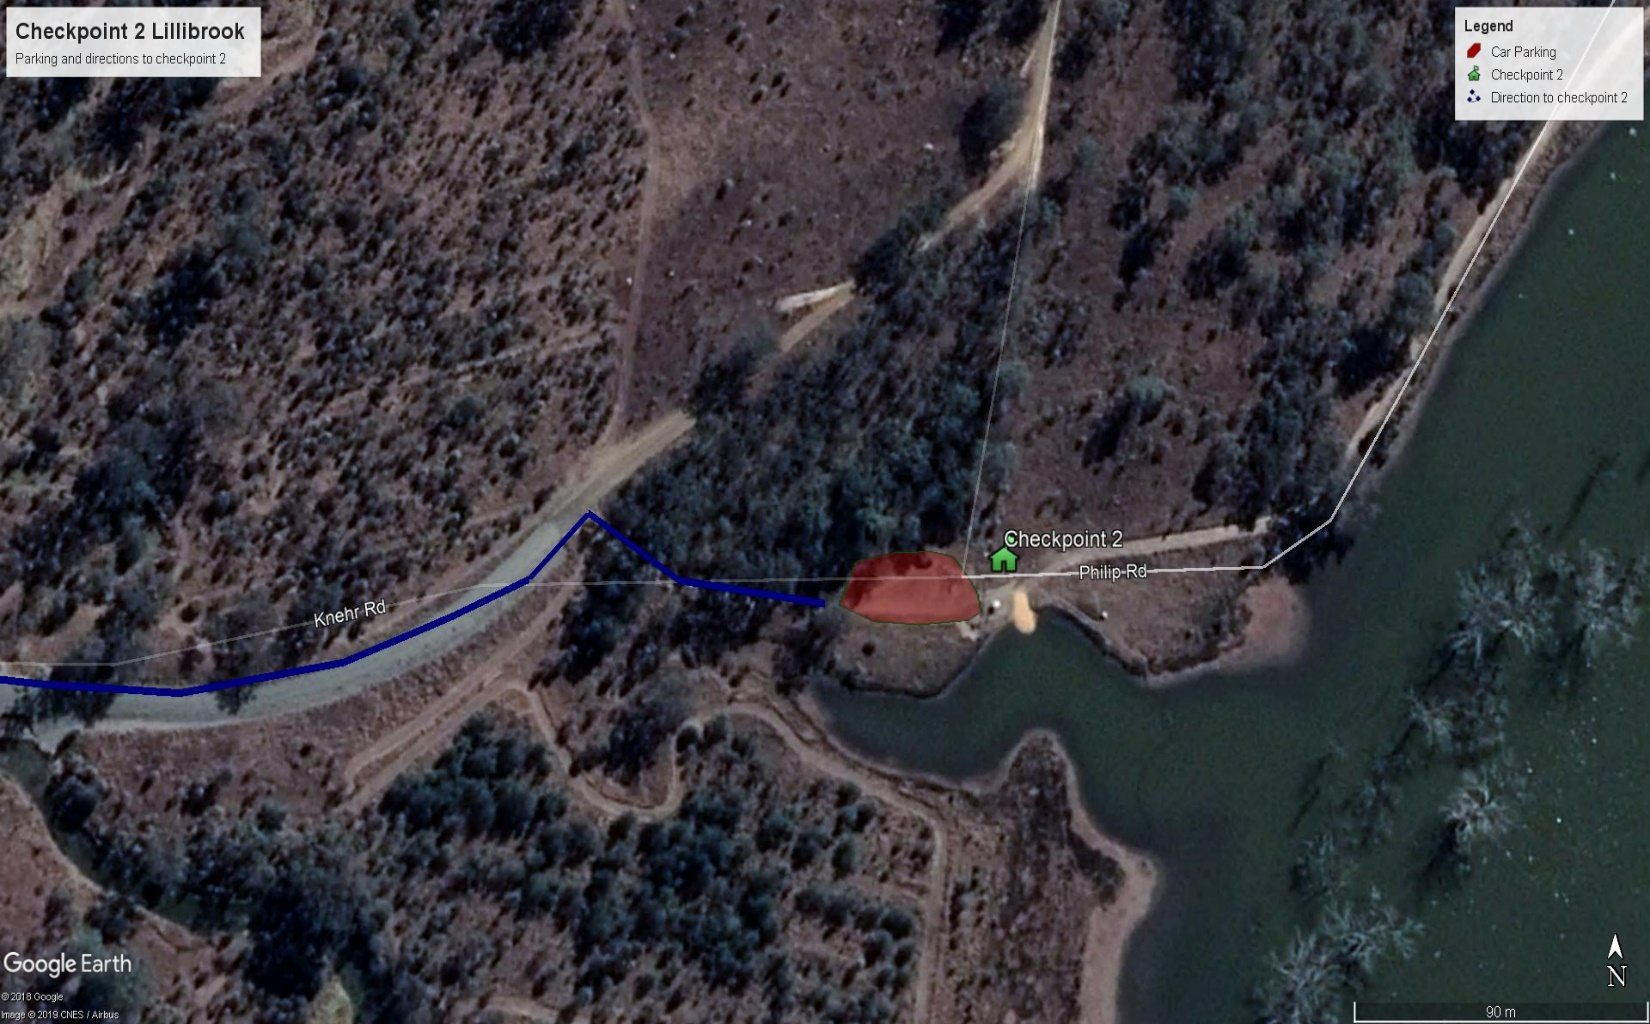 Checkpoint 2 Lillibrook
Parking and directions to checkpoint 2
Legend
Car Parking
Checkpoint 2
Direction to checkpoint 2
Checkpoint 2
Philip Rd
Knehr Rd
Google Earth
© 2018 Google
Image © 2019 CNES / Airbus
N
90 m